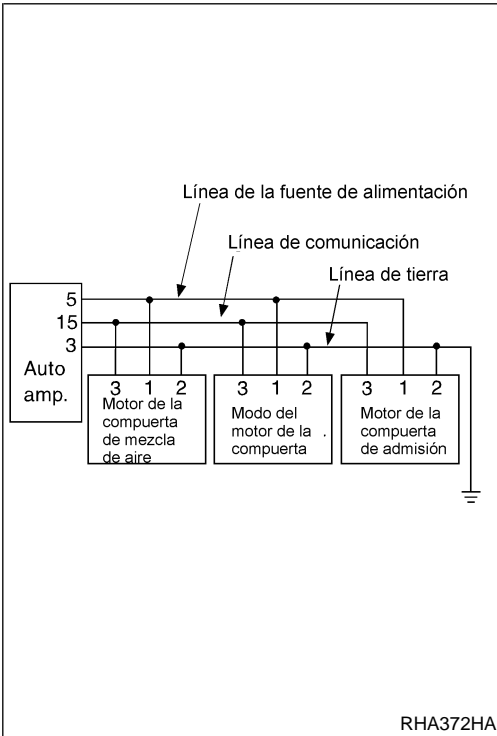 Línea de la fuente de alimentación
Línea de comunicación
Línea de tierra
5
15
3
Auto
amp.
3 1 2
Motor de la
compuerta
de mezcla
de aire
3 1 2
Modo del
motor de la .
compuerta
3 1 2
Motor de la
compuerta
de admisión
RHA372HA